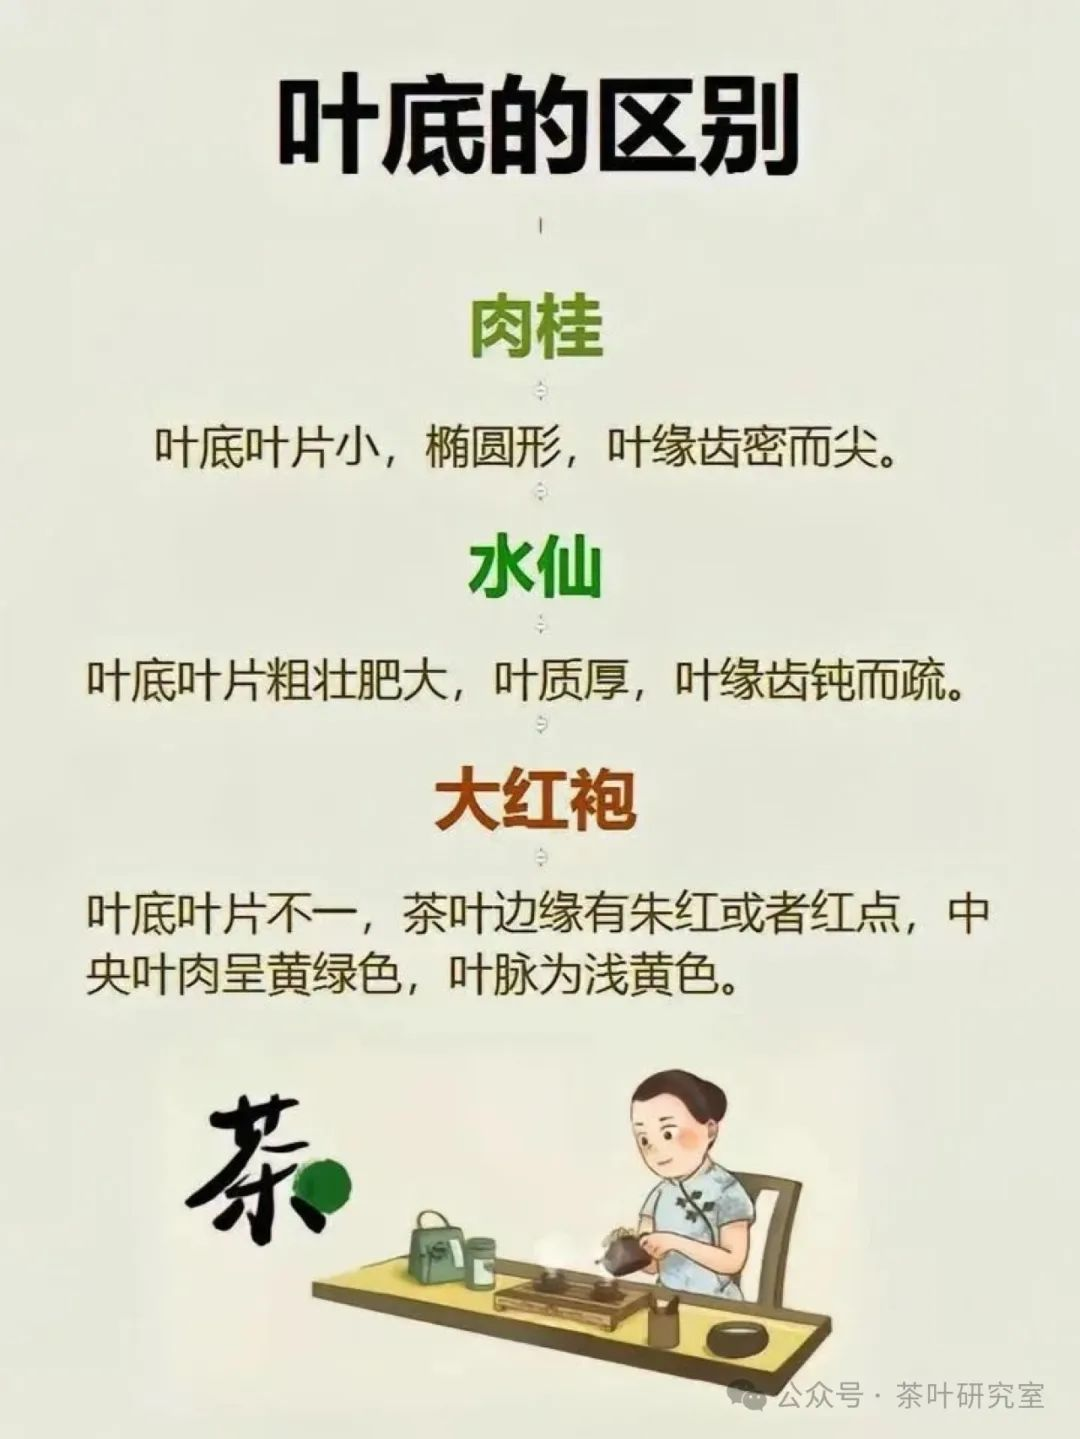 叶底的区别
肉桂
叶底叶片小，椭圆形，叶缘齿密而尖。
水仙
叶底叶片粗壮肥大，叶质厚，叶缘齿钝而疏。
大红袍
叶底叶片不一，茶叶边缘有朱红或者红点，中
央叶肉呈黄绿色，叶脉为浅黄色。
茶
公众号·茶叶研究室